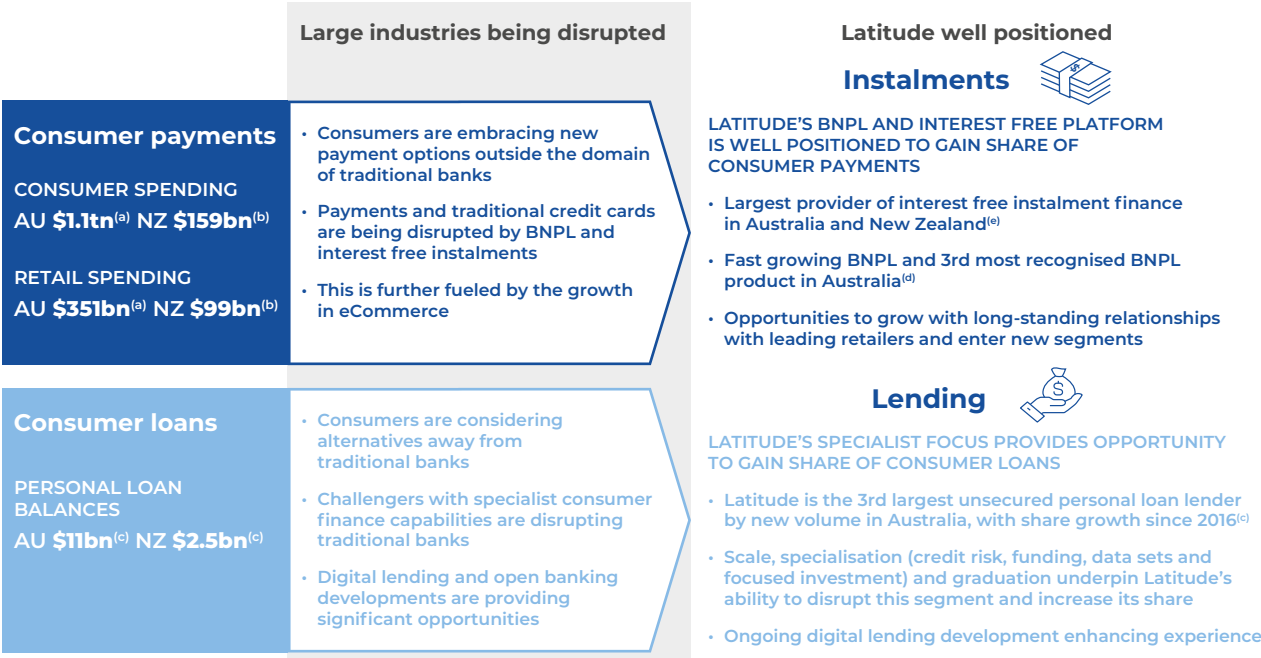 Large industries being disrupted
Latitude well positioned
Consumer payments
CONSUMER SPENDING
AU $1.1tn(a) NZ $159bn(b)
RETAIL SPENDING
AU $351bn(a) NZ $99bn(b)
• Consumers are embracing new
payment options outside the domain
of traditional banks
• Payments and traditional credit cards
are being disrupted by BNPL and
interest free instalments
• This is further fueled by the growth
in eCommerce
Instalments
$
LATITUDE'S BNPL AND INTEREST FREE PLATFORM
IS WELL POSITIONED TO GAIN SHARE OF
CONSUMER PAYMENTS
• Largest provider of interest free instalment finance
in Australia and New Zealand(e)
• Fast growing BNPL and 3rd most recognised BNPL
product in Australia(d)
• Opportunities to grow with long-standing relationships
with leading retailers and enter new segments
Consumer loans
PERSONAL LOAN
BALANCES
AU $11bn(c) NZ $2.5bn(c)
• Consumers are considering
alternatives away from
traditional banks
• Challengers with specialist consumer
finance capabilities are disrupting
traditional banks
• Digital lending and open banking
developments are providing
significant opportunities
Lending
$
LATITUDE'S SPECIALIST FOCUS PROVIDES OPPORTUNITY
TO GAIN SHARE OF CONSUMER LOANS
• Latitude is the 3rd largest unsecured personal loan lender
by new volume in Australia, with share growth since 2016(c)
• Scale, specialisation (credit risk, funding, data sets and
focused investment) and graduation underpin Latitude's
ability to disrupt this segment and increase its share
• Ongoing digital lending development enhancing experience